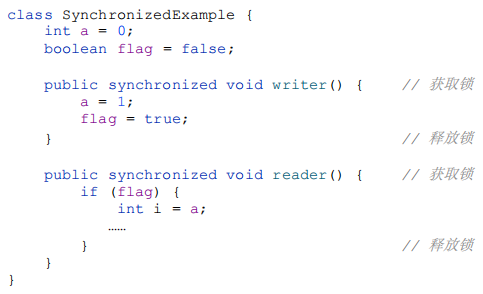 class SynchronizedExample {
    int a = 0;
    boolean flag = false;

    public synchronized void writer() {    // 获取锁
        a = 1;
        flag = true;
    }                                      // 释放锁

    public synchronized void reader() {    // 获取锁
        if (flag) {
            int i = a;
           ……
        }                                  // 释放锁
    }
}